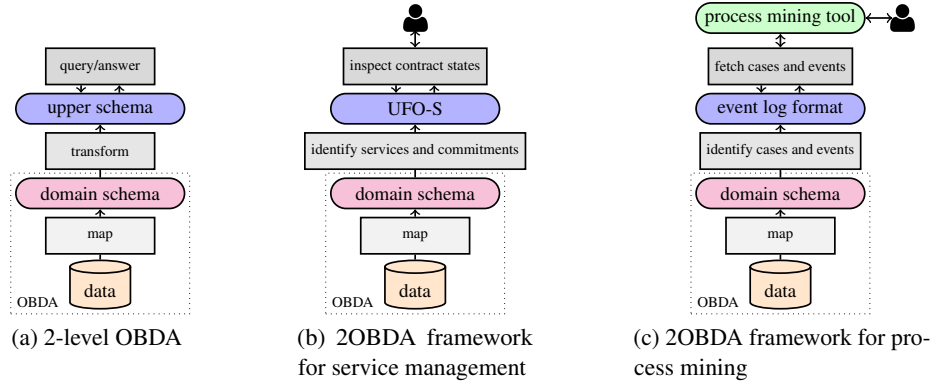 query/answer
upper schema
transform
domain schema
map
data
OBDA
(a) 2-level OBDA
inspect contract states
UFO-S
identify services and commitments
domain schema
map
data
OBDA
(b) 2OBDA framework
for service management
process mining tool
fetch cases and events
event log format
identify cases and events
domain schema
map
data
OBDA
(c) 2OBDA framework for pro-
cess mining